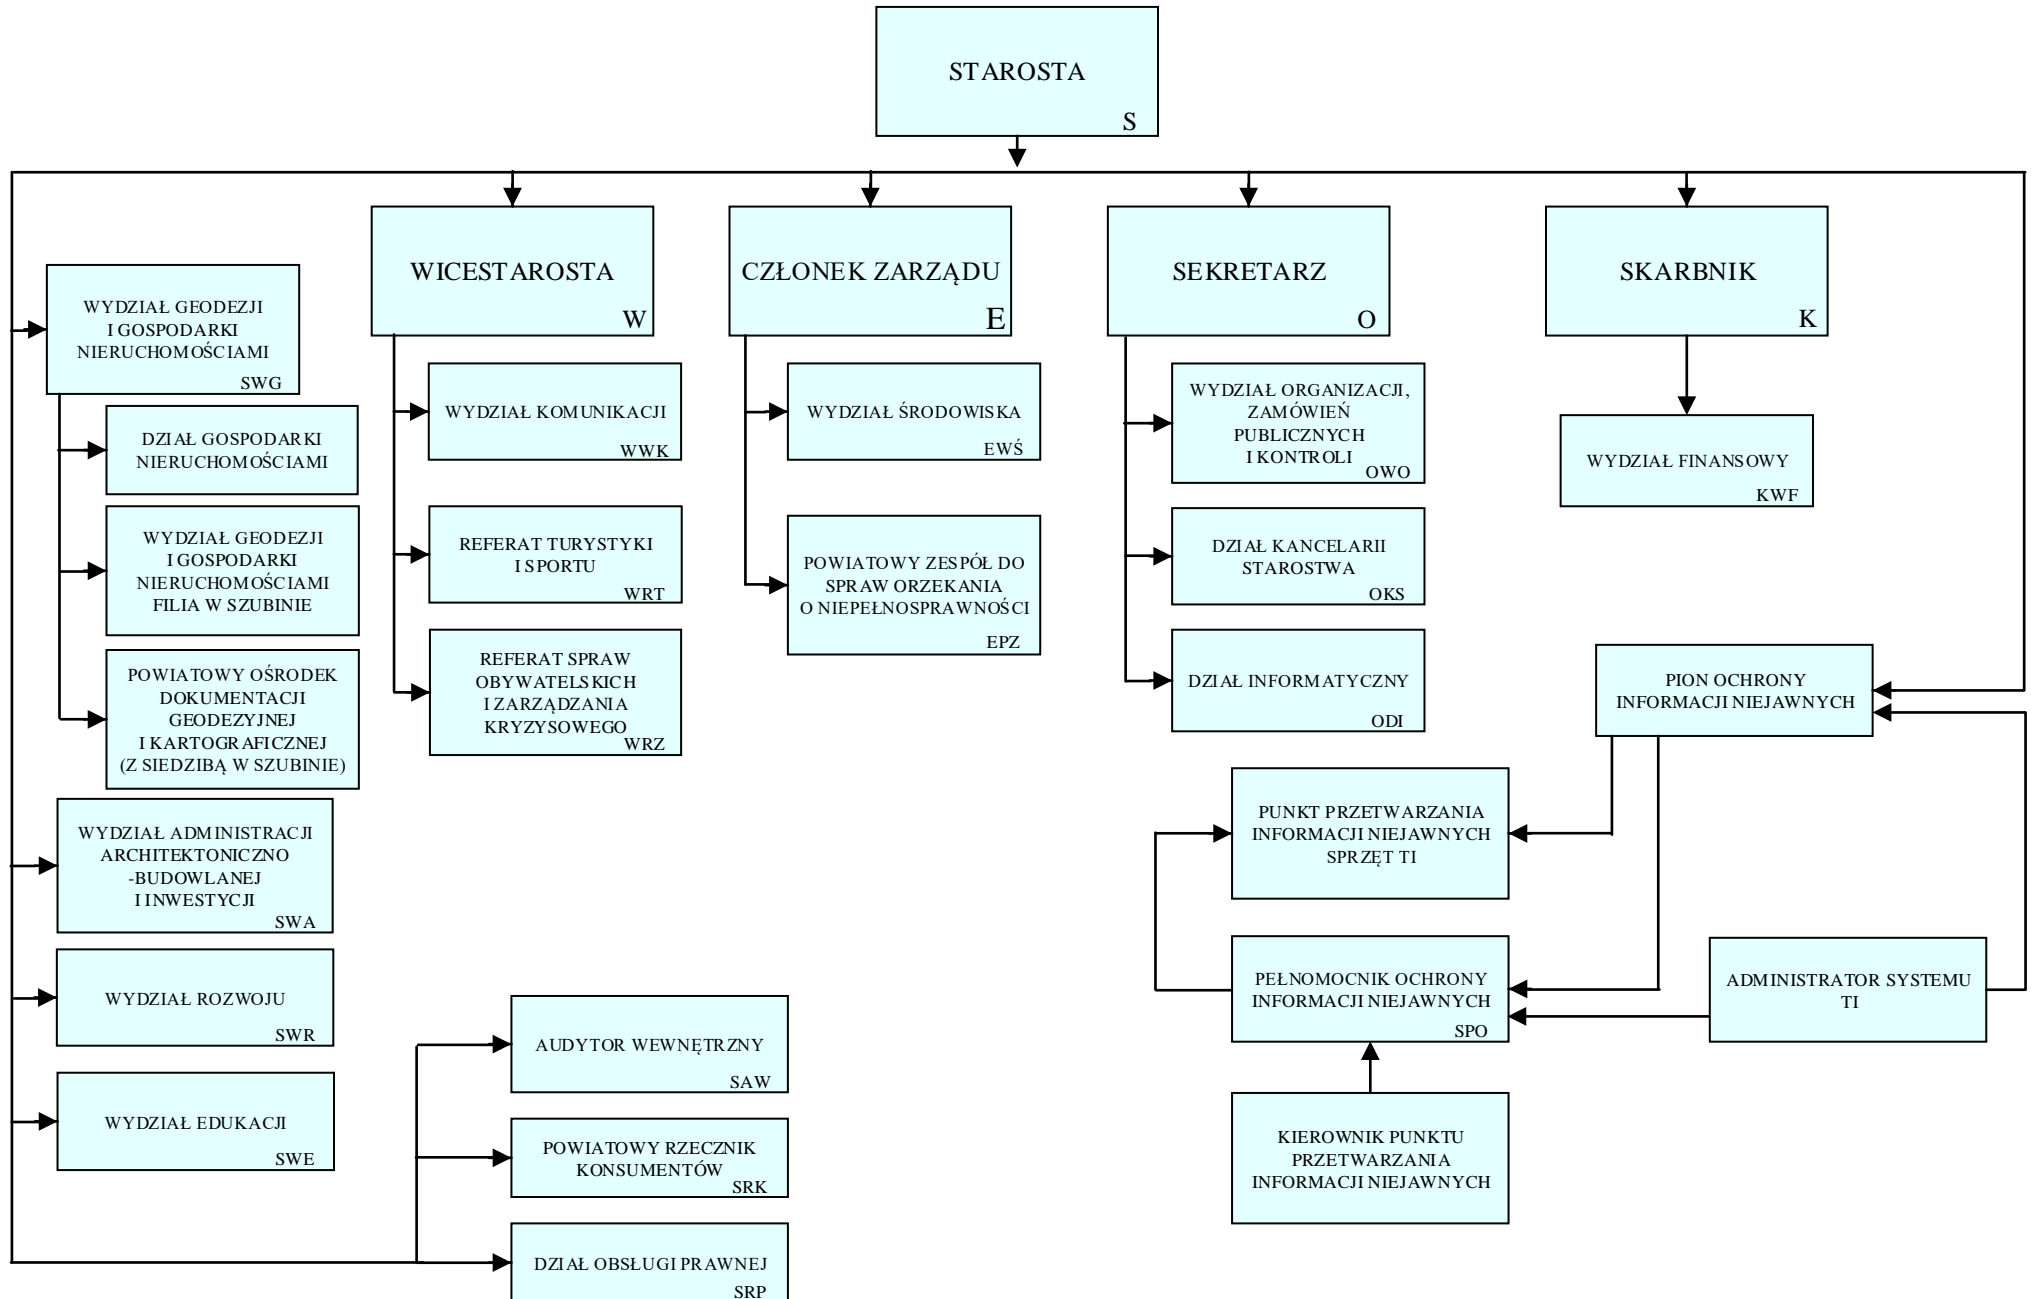 STAROSTA
S
WICESTAROSTA
W
CZŁONEK ZARZĄDU
E
SEKRETARZ
O
SKARBNIK
K
WYDZIAŁ GEODEZJI
I GOSPODARKI
NIERUCHOMOŚCIAMI
SWG
DZIAŁ GOSPODARKI
NIERUCHOMOŚCIAMI
WYDZIAŁ GEODEZJI
I GOSPODARKI
NIERUCHOMOŚCIAMI
FILIA W SZUBINIE
POWIATOWY OŚRODEK
DOKUMENTACJI
GEODEZYJNEJ
I KARTOGRAFICZNEJ
(Z SIEDZIBĄ W SZUBINIE)
WYDZIAŁ ADMINISTRACJI
ARCHITEKTONICZNO
-BUDOWLANEJ
I INWESTYCJI
SWA
WYDZIAŁ ROZWOJU
SWR
WYDZIAŁ EDUKACJI
SWE
WYDZIAŁ KOMUNIKACJI
WWK
REFERAT TURYSTYKI
I SPORTU
WRT
REFERAT SPRAW
OBYWATELSKICH
I ZARZĄDZANIA
KRYZYSOWEGO
WRZ
WYDZIAŁ ŚRODOWISKA
EWŚ
POWIATOWY ZESPÓŁ DO
SPRAW ORZEKANIA
O NIEPEŁNOSPRAWNOŚCI
EPZ
WYDZIAŁ ORGANIZACJI,
ZAMÓWIEŃ
PUBLICZNYCH
I KONTROLI
OWO
DZIAŁ KANCELARII
STAROSTWA
OKS
DZIAŁ INFORMATYCZNY
ODI
WYDZIAŁ FINANSOWY
KWF
PION OCHRONY
INFORMACJI NIEJAWNYCH
PUNKT PRZETWARZANIA
INFORMACJI NIEJAWNYCH
SPRZĘT TI
PEŁNOMOCNIK OCHRONY
INFORMACJI NIEJAWNYCH
SPO
ADMINISTRATOR SYSTEMU
TI
KIEROWNIK PUNKTU
PRZETWARZANIA
INFORMACJI NIEJAWNYCH
AUDYTOR WEWNĘTRZNY
SAW
POWIATOWY RZECZNIK
KONSUMENTÓW
SRK
DZIAŁ OBSŁUGI PRAWNEJ
SRP